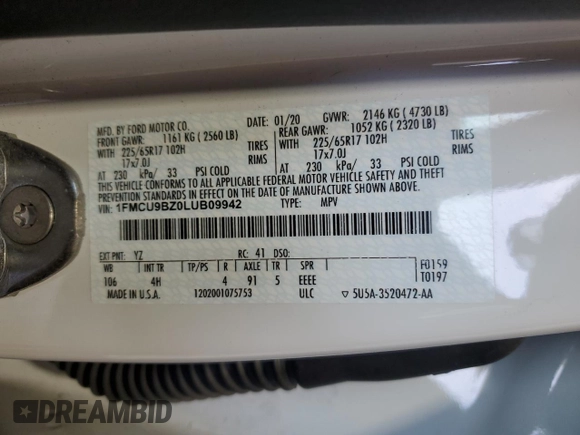 DATE: 01/20 GVWR: 2146 KG ( 4730 LB)
MFD. BY FORD MOTOR CO.
FRONT GAWR: 1161 KG ( 2560 LB) REAR GAWR: 1052 KG ( 2320 LB)
WITH 225/65R17 102H TIRES WITH 225/65R17 102H TIRES
17x7.0J RIMS 17x7.0J RIMS
AT 230 kPa/ 33 PSI COLD AT 230 kPa/ 33 PSI COLD
THIS VEHICLE CONFORMS TO ALL APPLICABLE FEDERAL MOTOR VEHICLE SAFETY AND THEFT
PREVENTION STANDARDS IN EFFECT ON THE DATE OF MANUFACTURE SHOWN ABOVE.
VIN: 1FMCU9BZ0LUB09942 TYPE: MPV
EXT PNT: YZ RC: 41 DSO:
WB INT TR TP/PS R AXLE TR SPR F0159
106 4H 4 91 5 EEEE T0197
MADE IN U.S.A. 1202001075753 ULC ▽ 5U5A-3520472-AA
DREAMBID